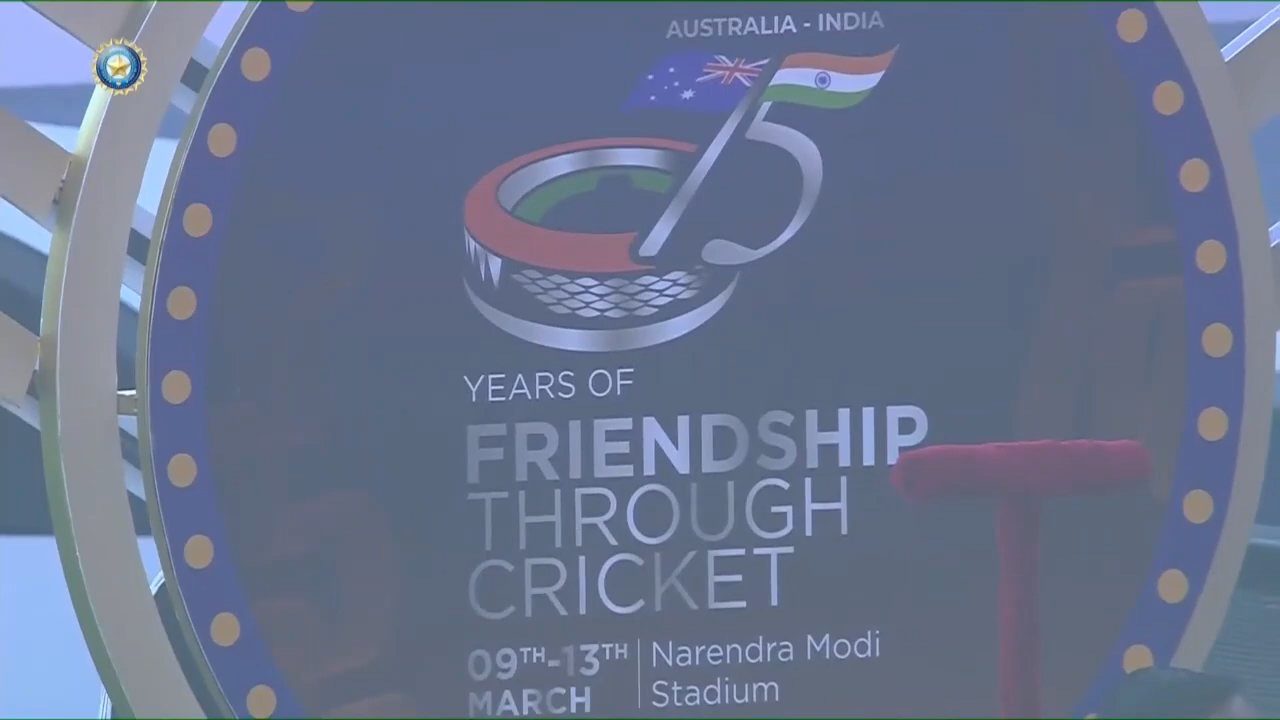 AUSTRALIA - INDIA
75
YEARS OF
FRIENDSHIP
THROUGH
CRICKET
09TH-13TH
MARCH
Narendra Modi
Stadium